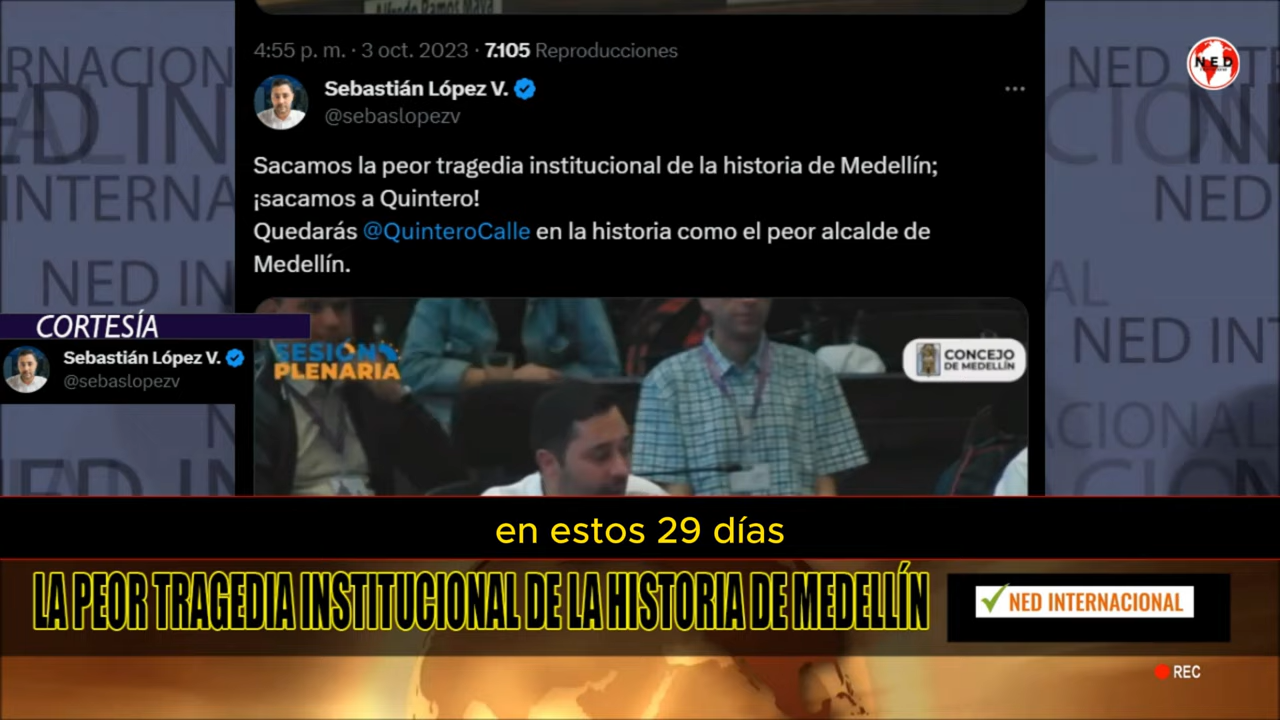 Alfredo Ramos Maya
4:55 p. m. · 3 oct. 2023 · 7.105 Reproducciones
NED
Sebastián López V.
@sebaslopezv
Sacamos la peor tragedia institucional de la historia de Medellín;
¡sacamos a Quintero!
Quedarás @QuinteroCalle en la historia como el peor alcalde de
Medellín.
CORTESÍA
Sebastián López V.
@sebaslopezv
SESIÓN
PLENARIA
CONCEJO
DE MEDELLÍN
en estos 29 días
LA PEOR TRAGEDIA INSTITUCIONAL DE LA HISTORIA DE MEDELLÍN
NED INTERNACIONAL
REC